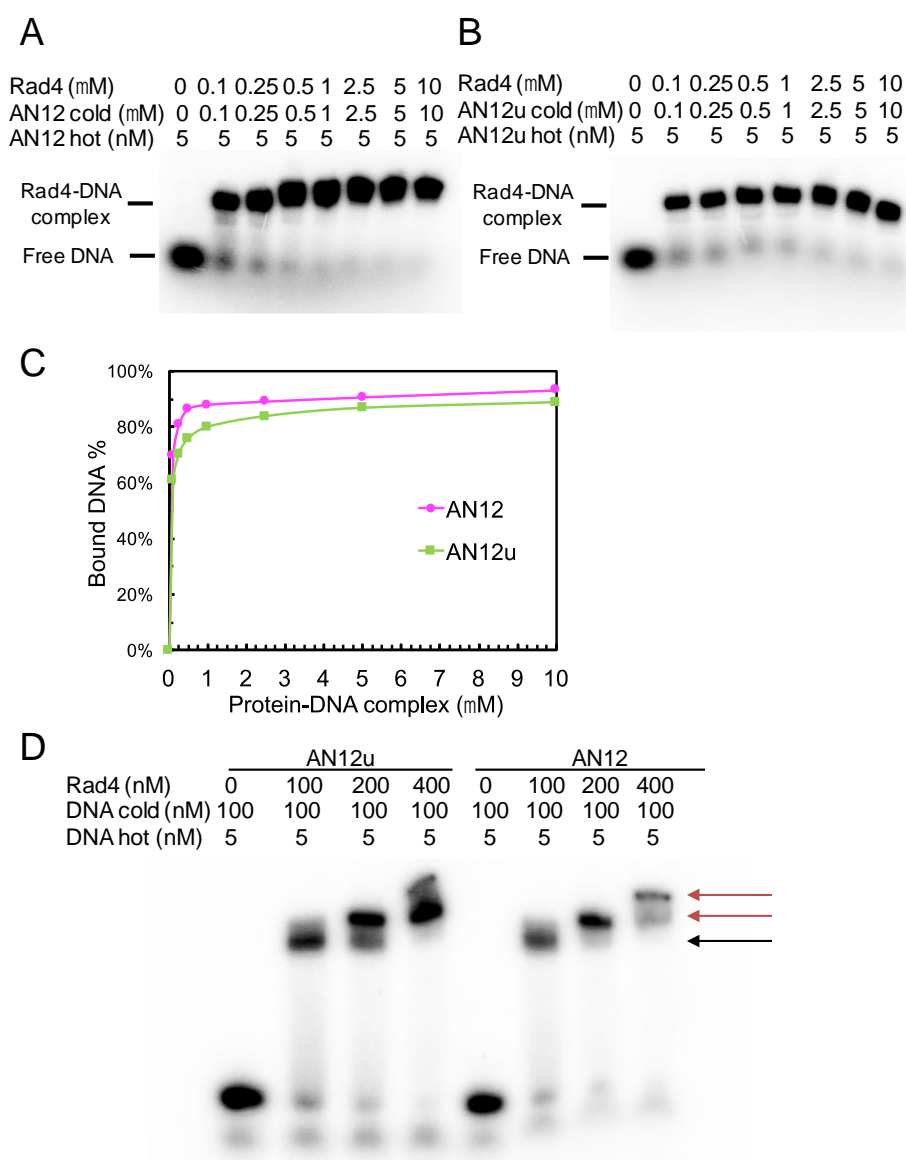 A
Rad4 (mM) 0 0.1 0.25 0.5 1 2.5 5 10
AN12 cold (mM) 0 0.1 0.25 0.5 1 2.5 5 10
AN12 hot (nM) 5 5 5 5 5 5 5 5
Rad4-DNA
complex
Free DNA
B
Rad4 (mM) 0 0.1 0.25 0.5 1 2.5 5 10
AN12u cold (mM) 0 0.1 0.25 0.5 1 2.5 5 10
AN12u hot (nM) 5 5 5 5 5 5 5 5
Rad4-DNA
complex
Free DNA
C
100%
80%
60%
40%
20%
0%
Bound DNA %
AN12
AN12u
0 1 2 3 4 5 6 7 8 9 10
Protein-DNA complex (mM)
D
AN12u AN12
Rad4 (nM) 0 100 200 400 0 100 200 400
DNA cold (nM) 100 100 100 100 100 100 100 100
DNA hot (nM) 5 5 5 5 5 5 5 5